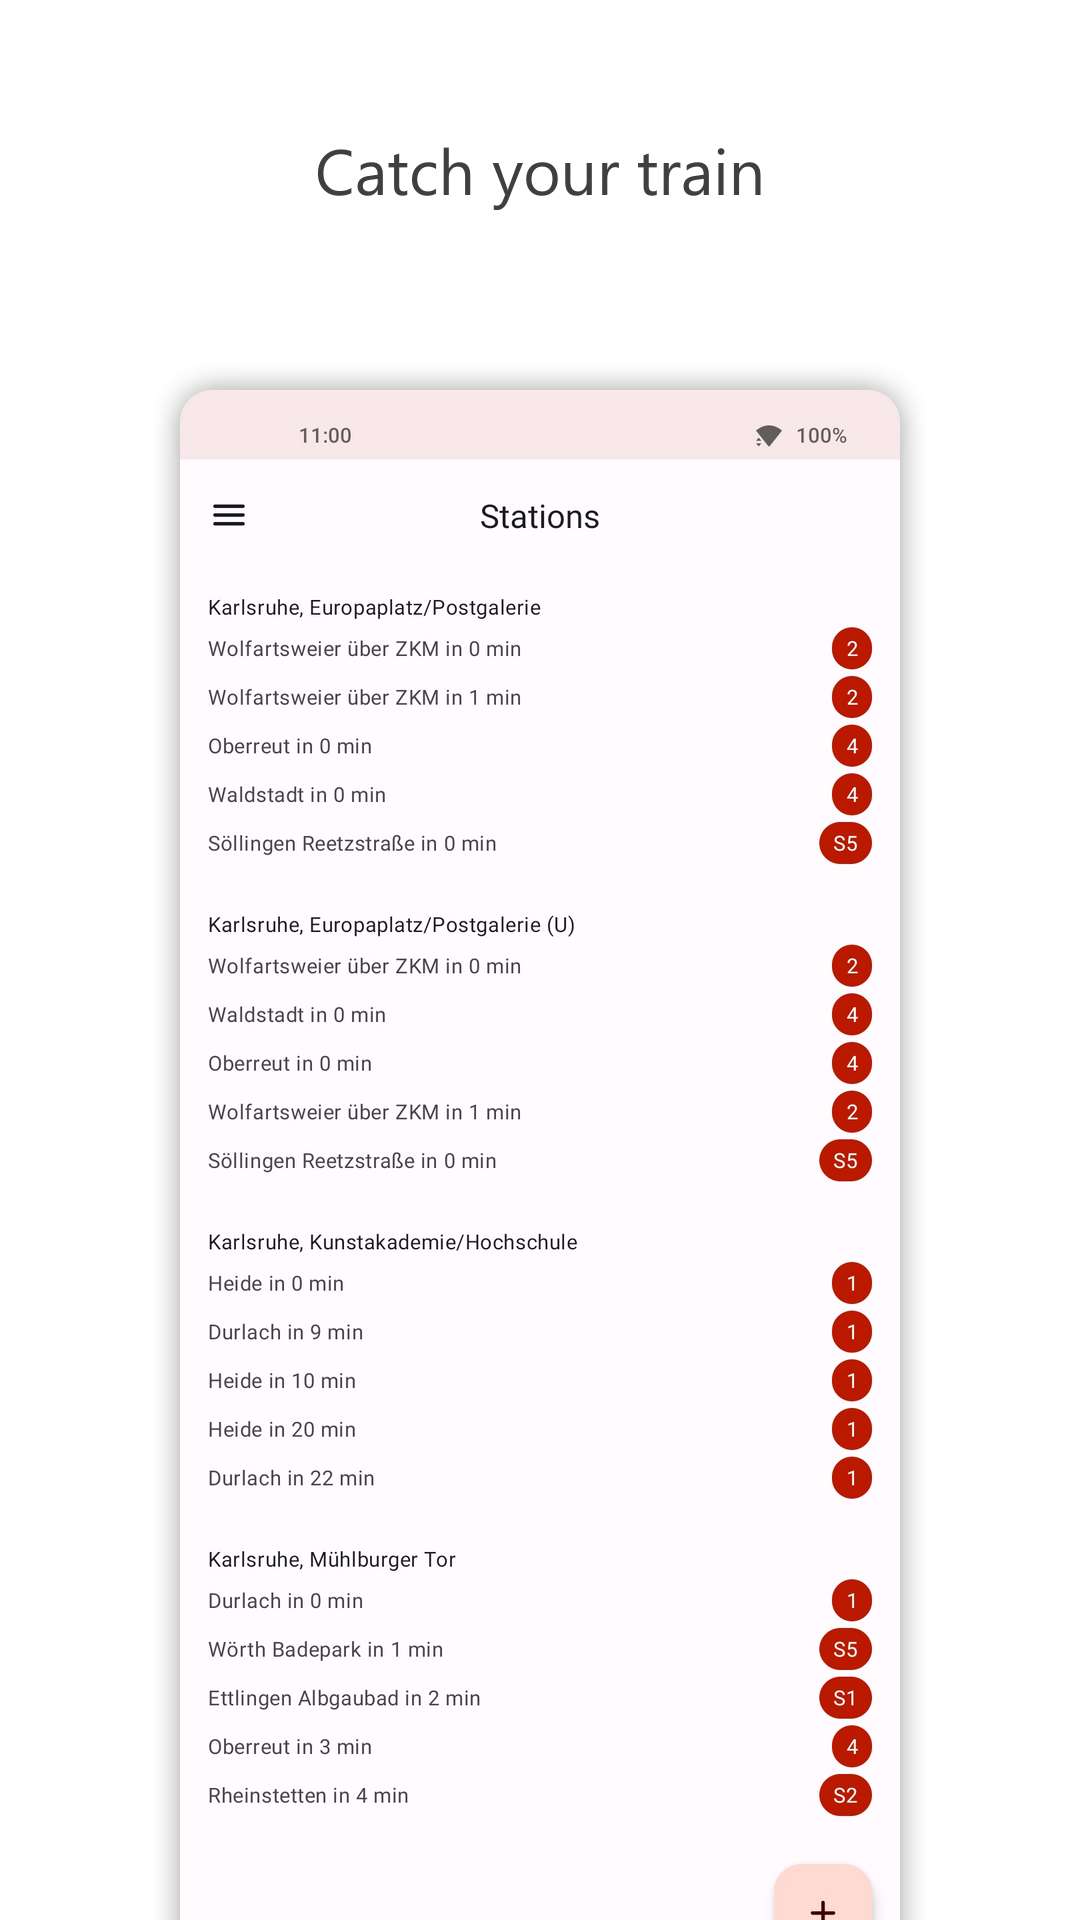 Catch your train
11:00 100%
Stations
Karlsruhe, Europaplatz/Postgalerie
Wolfartsweier über ZKM in 0 min 2
Wolfartsweier über ZKM in 1 min 2
Oberreut in 0 min 4
Waldstadt in 0 min 4
Söllingen Reetzstraße in 0 min S5
Karlsruhe, Europaplatz/Postgalerie (U)
Wolfartsweier über ZKM in 0 min 2
Waldstadt in 0 min 4
Oberreut in 0 min 4
Wolfartsweier über ZKM in 1 min 2
Söllingen Reetzstraße in 0 min S5
Karlsruhe, Kunstakademie/Hochschule
Heide in 0 min 1
Durlach in 9 min 1
Heide in 10 min 1
Heide in 20 min 1
Durlach in 22 min 1
Karlsruhe, Mühlburger Tor
Durlach in 0 min 1
Wörth Badepark in 1 min S5
Ettlingen Albgaubad in 2 min S1
Oberreut in 3 min 4
Rheinstetten in 4 min S2
+